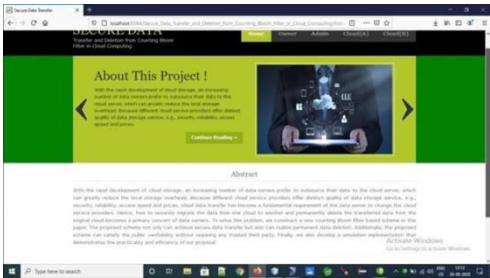 Secure Data Transfer
localhost:8084/Secure_Data_Transfer_and_Deletion_from_Counting_Bloom_Filter_in_Cloud_Computing/
SECURE DATA
Transfer and Deletion from Counting Bloom
Filter in Cloud Computing
Home Owner Admin Cloud(A) Cloud(B)
About This Project !
With the rapid development of cloud storage, an increasing
number of data owners prefer to outsource their data to the
cloud server, which can greatly reduce the local storage
overhead. Because different cloud service providers offer distinct
quality of data storage service, e.g., security, reliability, access
speed and prices,
Continue Reading
Abstract
With the rapid development of cloud storage, an increasing number of data owners prefer to outsource their data to the cloud server, which
can greatly reduce the local storage overhead. Because different cloud service providers offer distinct quality of data storage service, e.g.,
security, reliability, access speed and prices, cloud data transfer has become a fundamental requirement of the data owner to change the cloud
service providers. Hence, how to securely migrate the data from one cloud to another and permanently delete the transferred data from the
original cloud becomes a primary concern of data owners. To solve this problem, we construct a new counting Bloom filter-based scheme in this
paper. The proposed scheme not only can achieve secure data transfer but also can realize permanent data deletion. Additionally, the proposed
scheme can satisfy the public verifiability without requiring any trusted third party. Finally, we also develop a simulation implementation that
demonstrates the practicality and efficiency of our proposal.
Activate Windows
Go to Settings to activate Windows.
Type here to search
ENG